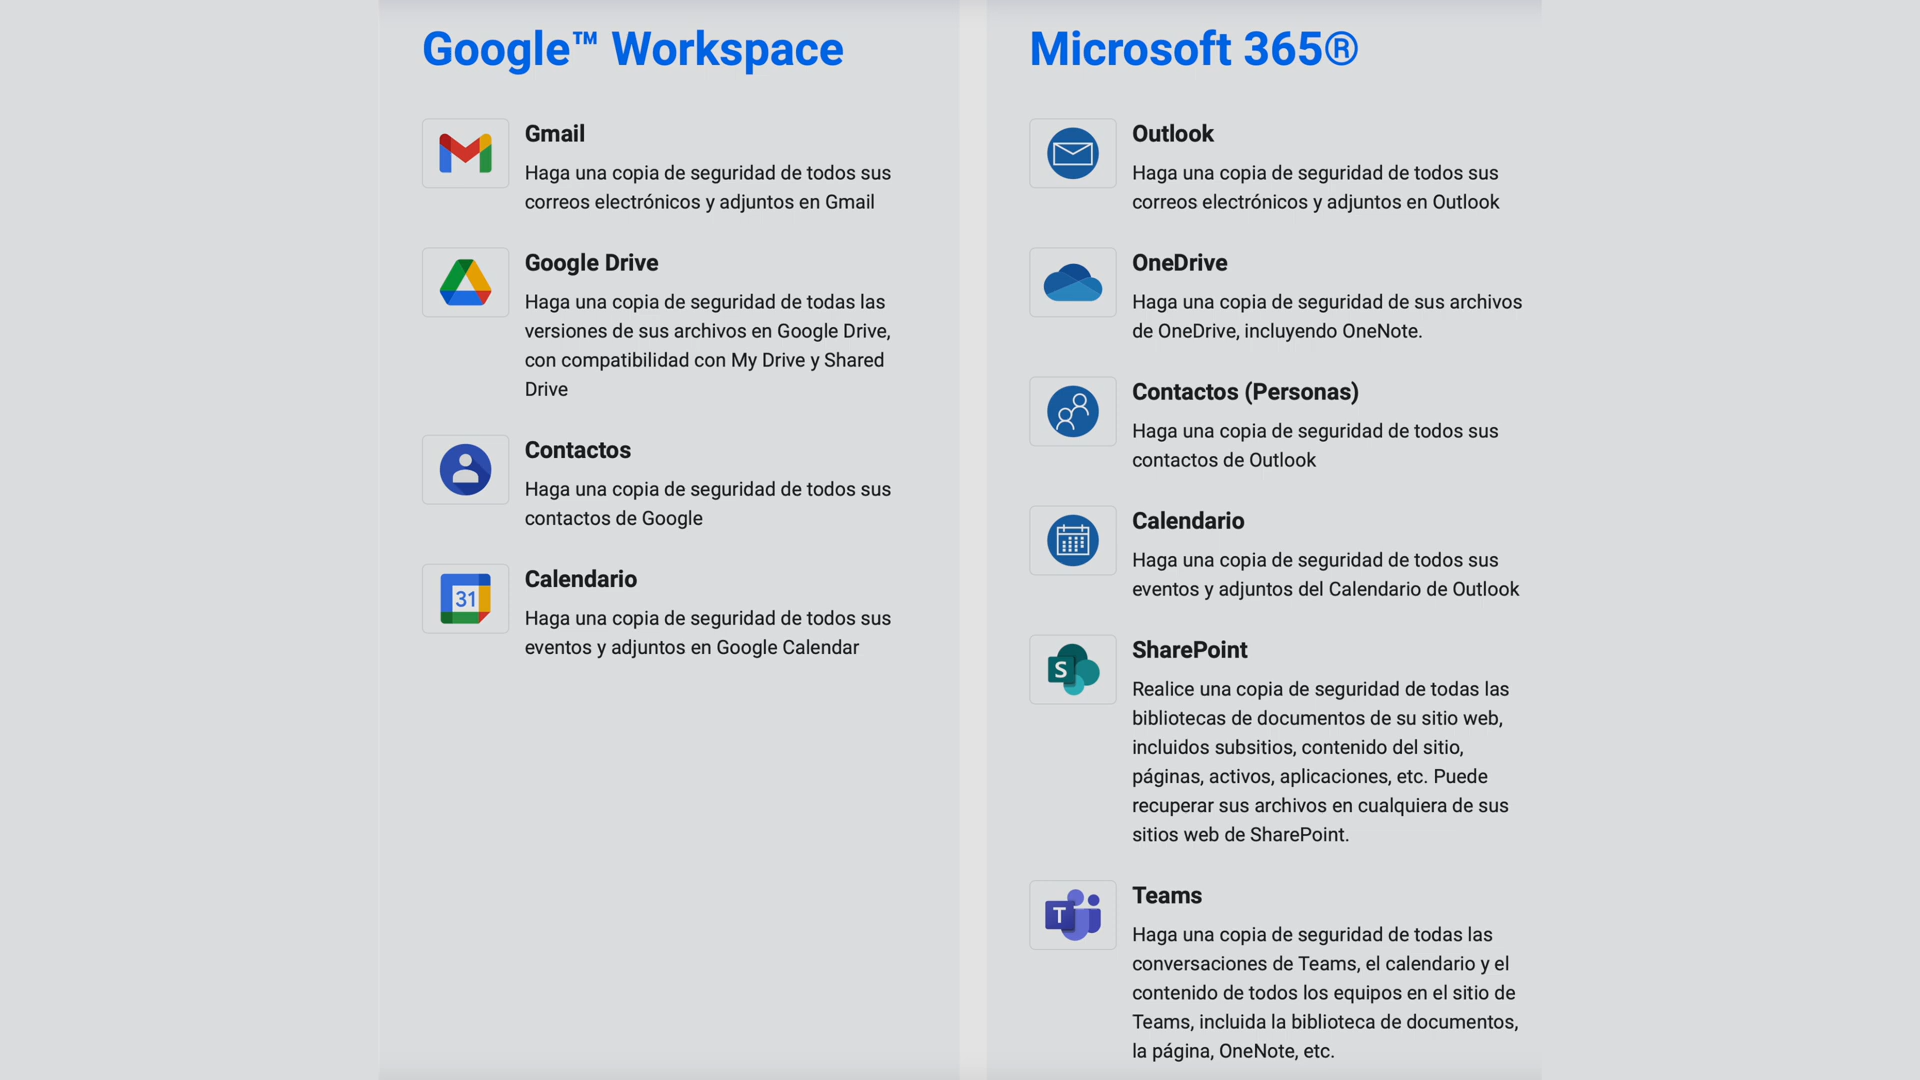 Google™ Workspace
Gmail
Haga una copia de seguridad de todos sus
correos electrónicos y adjuntos en Gmail
Google Drive
Haga una copia de seguridad de todas las
versiones de sus archivos en Google Drive,
con compatibilidad con My Drive y Shared
Drive
Contactos
Haga una copia de seguridad de todos sus
contactos de Google
31
Calendario
Haga una copia de seguridad de todos sus
eventos y adjuntos en Google Calendar
Microsoft 365®
Outlook
Haga una copia de seguridad de todos sus
correos electrónicos y adjuntos en Outlook
OneDrive
Haga una copia de seguridad de sus archivos
de OneDrive, incluyendo OneNote.
Contactos (Personas)
Haga una copia de seguridad de todos sus
contactos de Outlook
Calendario
Haga una copia de seguridad de todos sus
eventos y adjuntos del Calendario de Outlook
S
SharePoint
Realice una copia de seguridad de todas las
bibliotecas de documentos de su sitio web,
incluidos subsitios, contenido del sitio,
páginas, activos, aplicaciones, etc. Puede
recuperar sus archivos en cualquiera de sus
sitios web de SharePoint.
T
Teams
Haga una copia de seguridad de todas las
conversaciones de Teams, el calendario y el
contenido de todos los equipos en el sitio de
Teams, incluida la biblioteca de documentos,
la página, OneNote, etc.